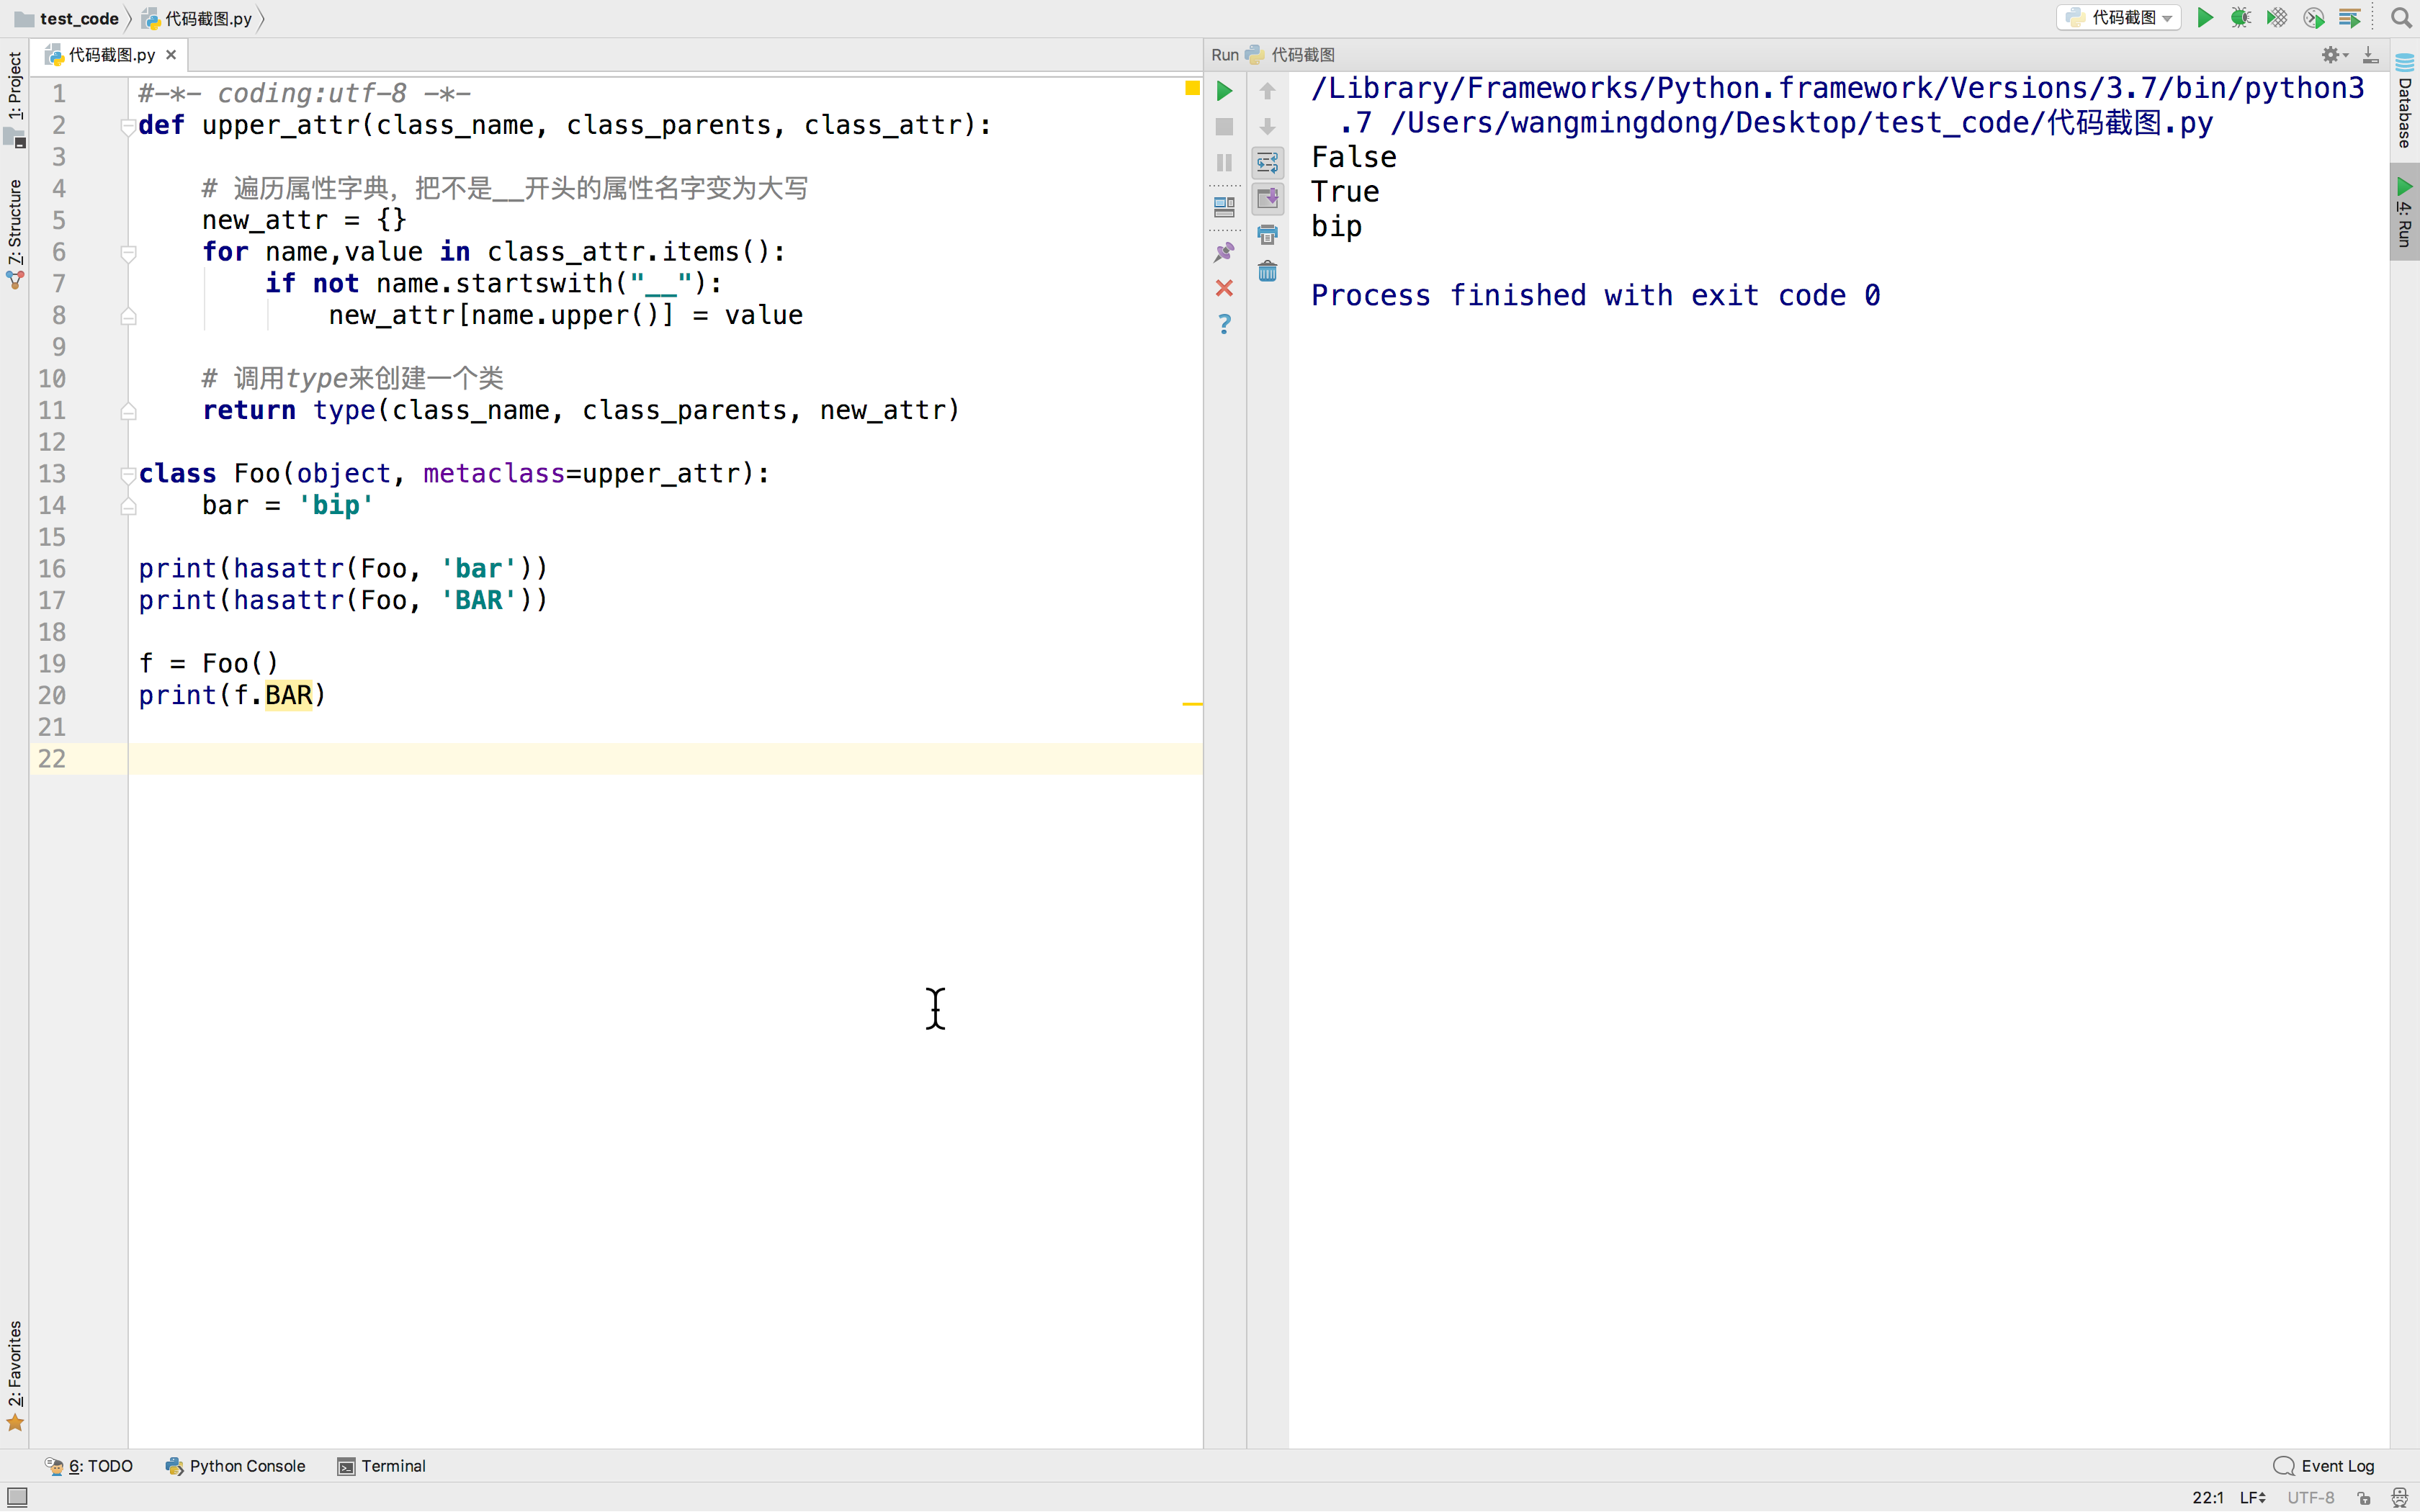 test_code
代码截图.py
代码截图
代码截图.py
Run 代码截图
1: Project
7: Structure
2: Favorites
Database
4: Run
1 #-*- coding:utf-8 -*-
2 def upper_attr(class_name, class_parents, class_attr):
3
4     # 遍历属性字典，把不是__开头的属性名字变为大写
5     new_attr = {}
6     for name,value in class_attr.items():
7         if not name.startswith("__"):
8             new_attr[name.upper()] = value
9
10     # 调用type来创建一个类
11     return type(class_name, class_parents, new_attr)
12
13 class Foo(object, metaclass=upper_attr):
14     bar = 'bip'
15
16 print(hasattr(Foo, 'bar'))
17 print(hasattr(Foo, 'BAR'))
18
19 f = Foo()
20 print(f.BAR)
21
22
/Library/Frameworks/Python.framework/Versions/3.7/bin/python3
.7 /Users/wangmingdong/Desktop/test_code/代码截图.py
False
True
bip
Process finished with exit code 0
6: TODO
Python Console
Terminal
Event Log
22:1 LF UTF-8